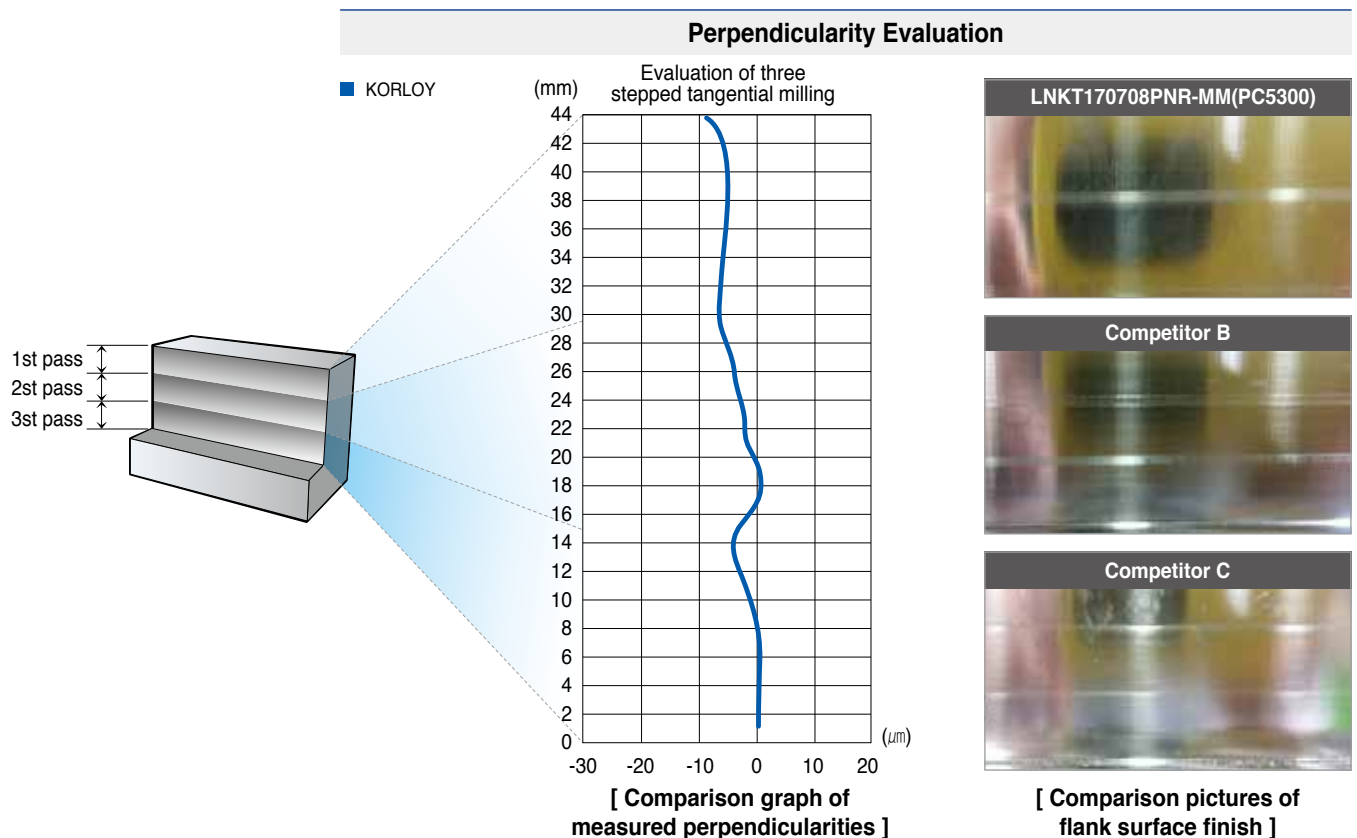 Perpendicularity Evaluation
KORLOY
(mm)
Evaluation of three
stepped tangential milling
44
42
40
38
36
34
32
30
28
26
24
22
20
18
16
14
12
10
8
6
4
2
0
-30 -20 -10 0 10 20
(μm)
[ Comparison graph of
measured perpendicularities ]
1st pass
2st pass
3st pass
LNKT170708PNR-MM(PC5300)
Competitor B
Competitor C
[ Comparison pictures of
flank surface finish ]